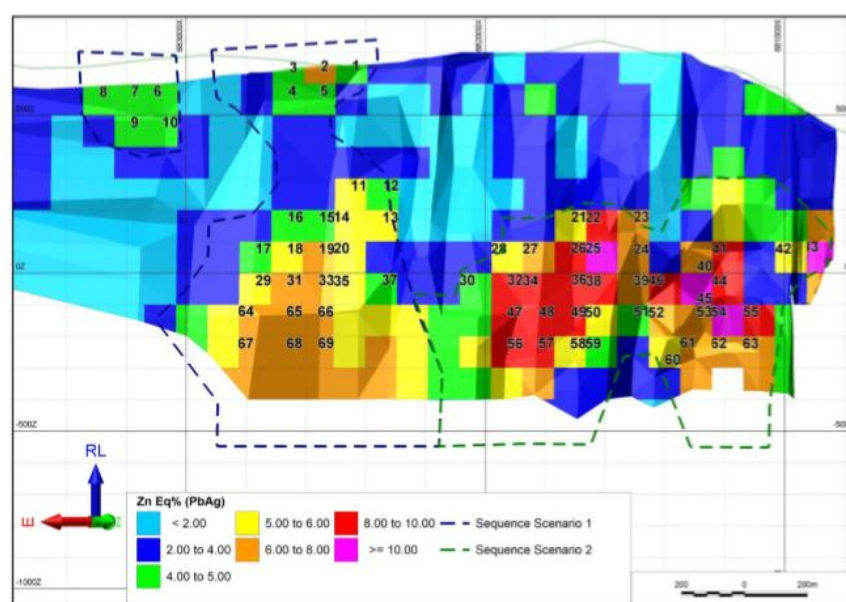 683000X 682000X 681000X
3 2 1
8 7 6 4 5
500Z
9 10
11 12
16 15 14 13 21 22 23
17 18 19 20 28 27 26 25 24 41 42
40
0Z
29 31 33 35 37 30 32 34 36 38 39 46 44
45
64 65 66 47 48 49 50 51 52 53 54 55
67 68 69 56 57 58 59 61 62 63
60
-500Z
RL
E
Zn Eq% (PbAg)
< 2.00 5.00 to 6.00 8.00 to 10.00 Sequence Scenario 1
2.00 to 4.00 6.00 to 8.00 >= 10.00 Sequence Scenario 2
4.00 to 5.00
-1000Z
200 0 200m